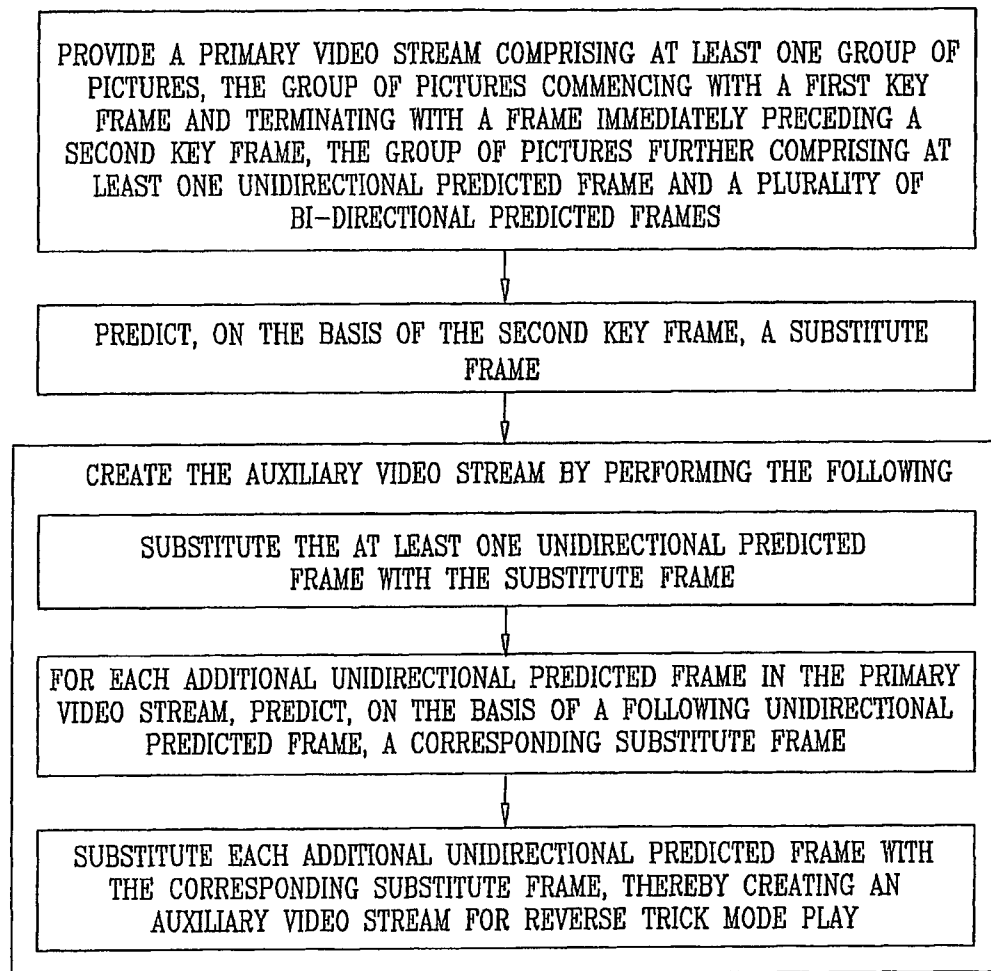 PROVIDE A PRIMARY VIDEO STREAM COMPRISING AT LEAST ONE GROUP OF
PICTURES, THE GROUP OF PICTURES COMMENCING WITH A FIRST KEY
FRAME AND TERMINATING WITH A FRAME IMMEDIATELY PRECEDING A
SECOND KEY FRAME, THE GROUP OF PICTURES FURTHER COMPRISING AT
LEAST ONE UNIDIRECTIONAL PREDICTED FRAME AND A PLURALITY OF
BI-DIRECTIONAL PREDICTED FRAMES
PREDICT, ON THE BASIS OF THE SECOND KEY FRAME, A SUBSTITUTE
FRAME
CREATE THE AUXILIARY VIDEO STREAM BY PERFORMING THE FOLLOWING
SUBSTITUTE THE AT LEAST ONE UNIDIRECTIONAL PREDICTED
FRAME WITH THE SUBSTITUTE FRAME
FOR EACH ADDITIONAL UNIDIRECTIONAL PREDICTED FRAME IN THE PRIMARY
VIDEO STREAM, PREDICT, ON THE BASIS OF A FOLLOWING UNIDIRECTIONAL
PREDICTED FRAME, A CORRESPONDING SUBSTITUTE FRAME
SUBSTITUTE EACH ADDITIONAL UNIDIRECTIONAL PREDICTED FRAME WITH
THE CORRESPONDING SUBSTITUTE FRAME, THEREBY CREATING AN
AUXILIARY VIDEO STREAM FOR REVERSE TRICK MODE PLAY